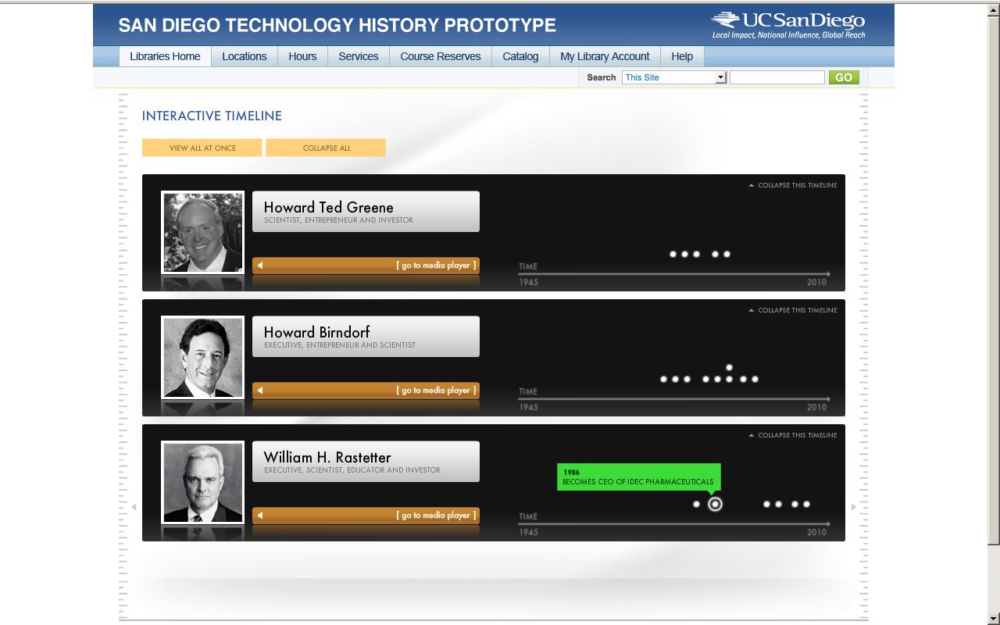 SAN DIEGO TECHNOLOGY HISTORY PROTOTYPE
UC San Diego
Local Impact, National Influence, Global Reach
Libraries Home Locations Hours Services Course Reserves Catalog My Library Account Help
Search This Site GO
INTERACTIVE TIMELINE
VIEW ALL AT ONCE COLLAPSE ALL
COLLAPSE THIS TIMELINE
Howard Ted Greene
SCIENTIST, ENTREPRENEUR AND INVESTOR
[ go to media player ]
TIME
1945 2010
COLLAPSE THIS TIMELINE
Howard Birndorf
EXECUTIVE, ENTREPRENEUR AND SCIENTIST
[ go to media player ]
TIME
1945 2010
COLLAPSE THIS TIMELINE
William Rastetter
EXECUTIVE, SCIENTIST, EDUCATOR AND INVESTOR
1986
BECOMES CEO OF IDEC PHARMACEUTICALS
[ go to media player ]
TIME
1945 2010